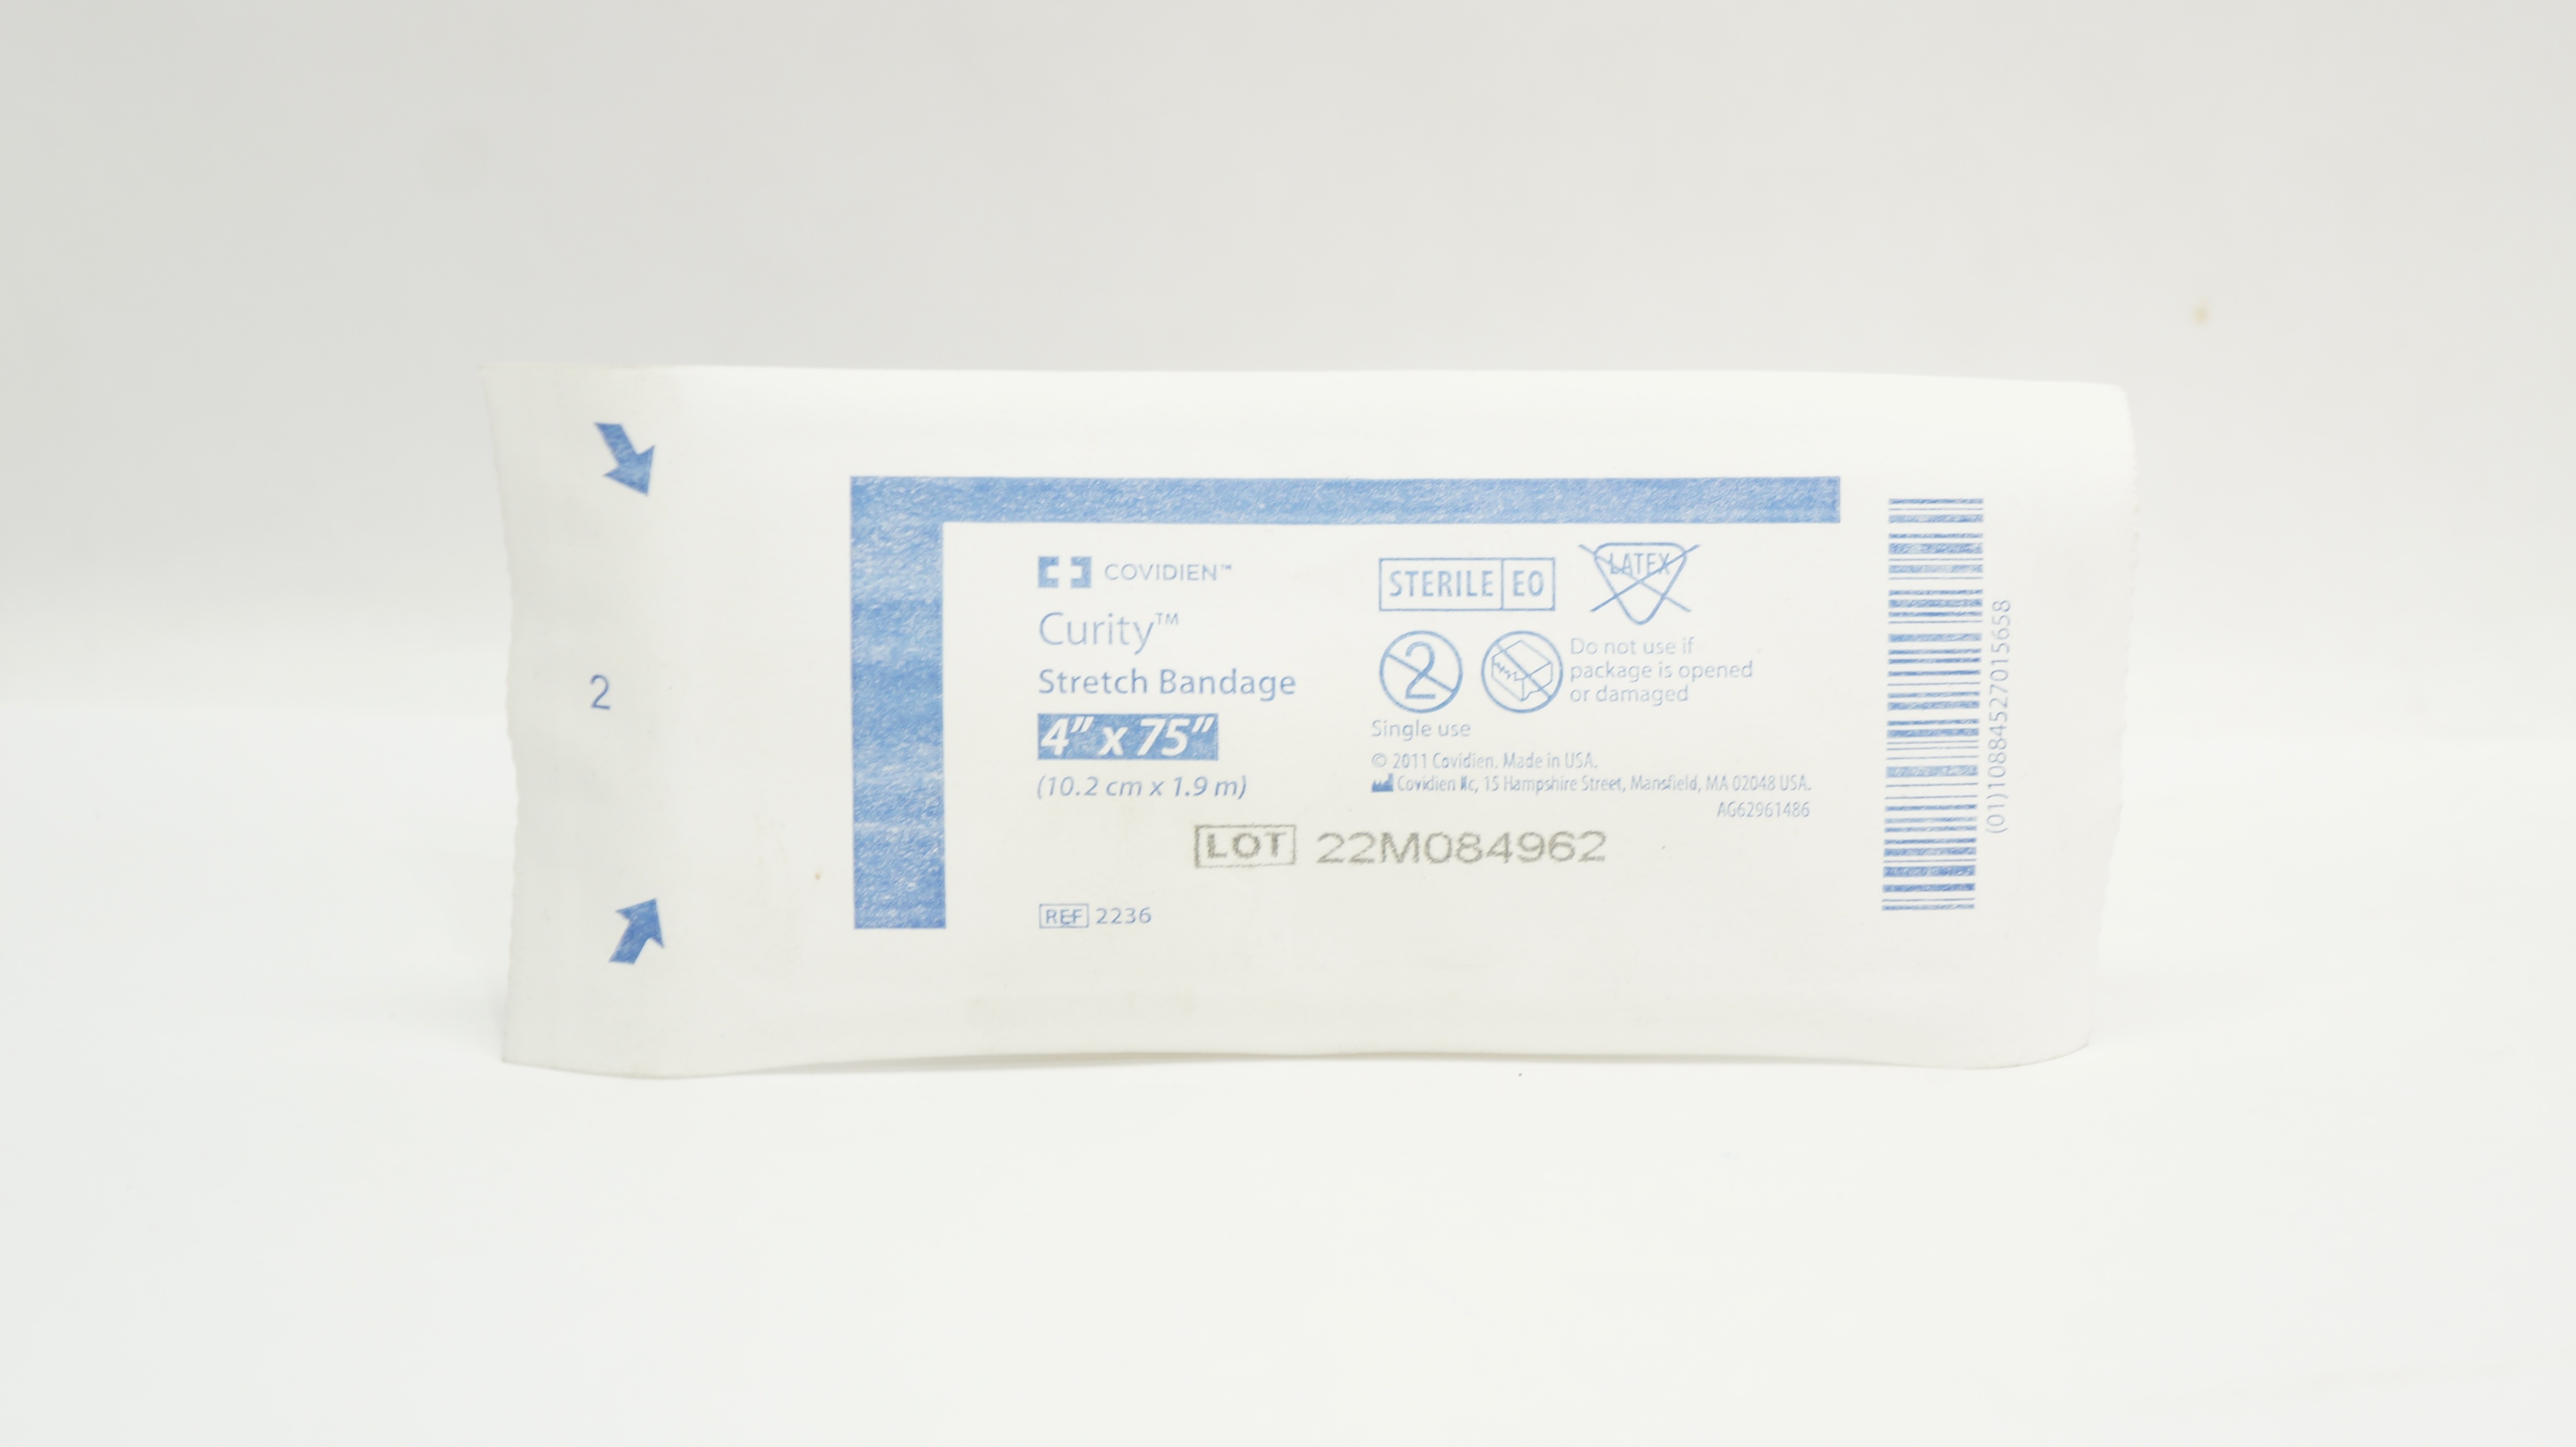 2
COVIDIEN™
Curity™
Stretch Bandage
4" x 75"
(10.2 cm x 1.9 m)
STERILE EO
LATEX
2
Do not use if
package is opened
or damaged
Single use
© 2011 Covidien. Made in USA.
Covidien llc, 15 Hampshire Street, Mansfield, MA 02048 USA.
AG62961486
LOT 22M084962
REF 2236
(01)10884527015658